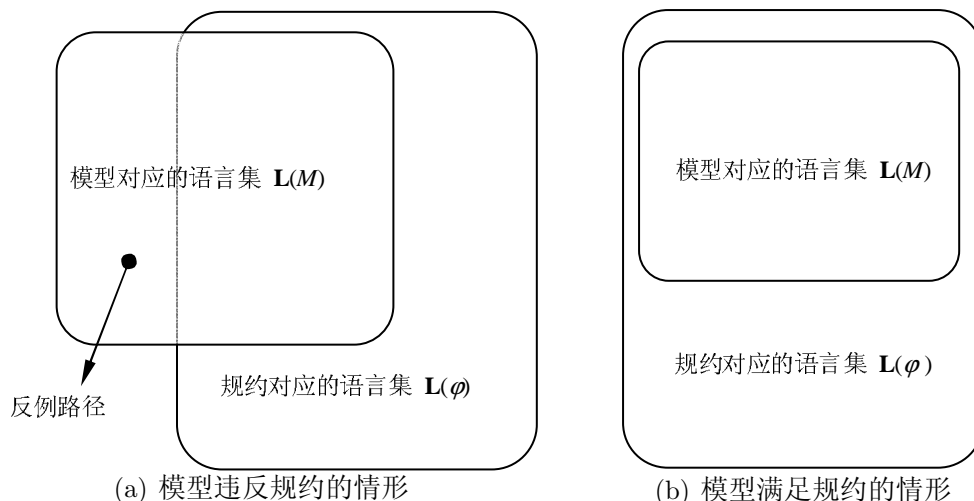 模型对应的语言集 L(M)
规约对应的语言集 L(φ)
反例路径
(a) 模型违反规约的情形
模型对应的语言集 L(M)
规约对应的语言集 L(φ )
(b) 模型满足规约的情形